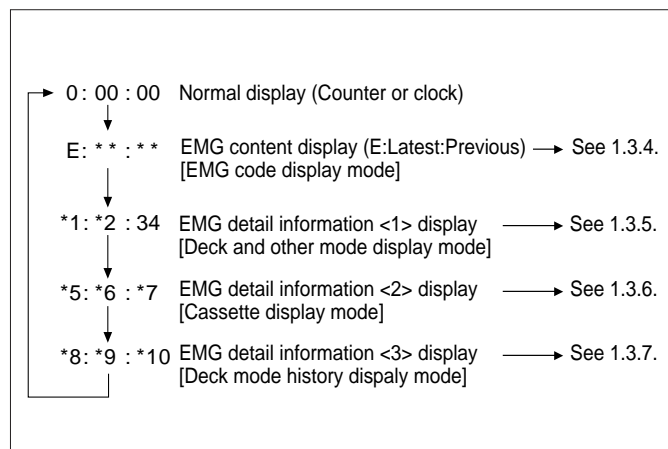 0: 00 : 00 Normal display (Counter or clock)
E: * * : * * EMG content display (E:Latest:Previous) See 1.3.4.
[EMG code display mode]
*1: *2 : 34 EMG detail information <1> display See 1.3.5.
[Deck and other mode display mode]
*5: *6 : *7 EMG detail information <2> display See 1.3.6.
[Cassette display mode]
*8: *9 : *10 EMG detail information <3> display See 1.3.7.
[Deck mode history dispaly mode]